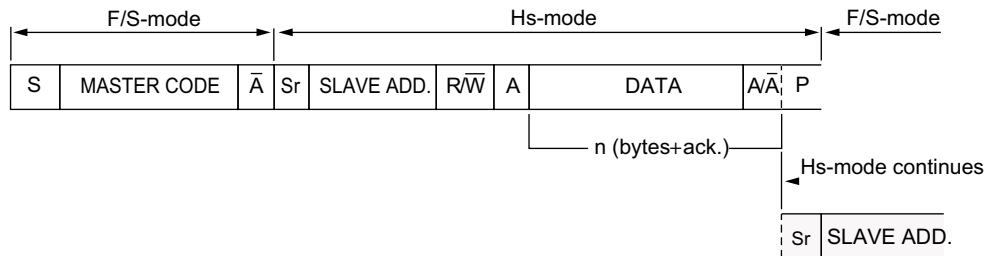 F/S-mode Hs-mode F/S-mode
S MASTER CODE A̅ Sr SLAVE ADD. R/W̅ A DATA A/A̅ P
n (bytes+ack.)
Hs-mode continues
Sr SLAVE ADD.